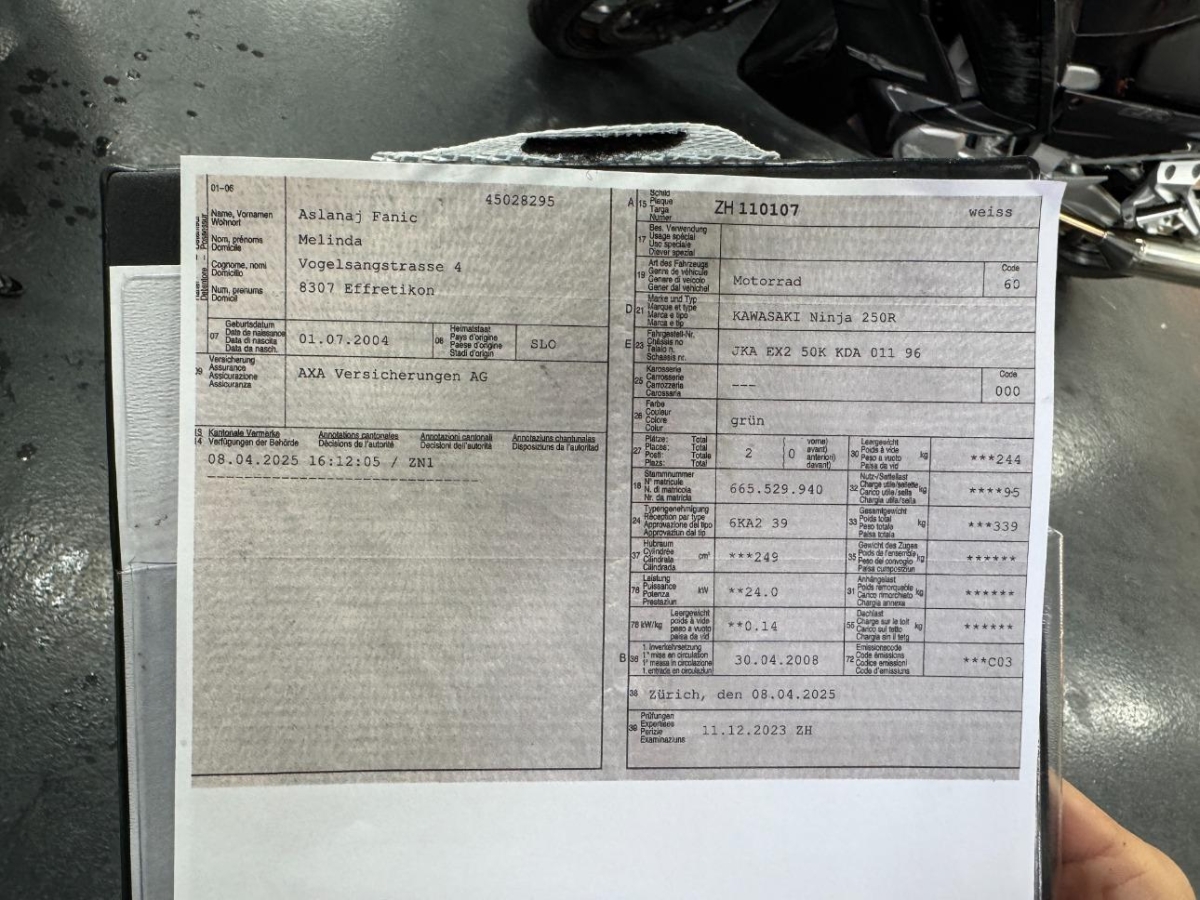 01-06
45028295
Name, Vornamen
Wohnort
Aslanaj Fanic
Nom, prénoms
Domicile
Melinda
Cognome, nomi
Domicilio
Vogelsangstrasse 4
Num, prenums
Domicil
8307 Effretikon
07 Geburtsdatum
Data de naissance
Data di nascita
Data da nasch.
01.07.2004
08 Heimatstaat
Pays d'origine
Paese d'origine
Stadi d'origin
SLO
09 Versicherung
Assurance
Assicurazione
Assicuranza
AXA Versicherungen AG
13 Kantonale Vermerke Annotations cantonales Annotazioni cantonali Annotaziuns chantunalas
14 Verfügungen der Behörde Décisions de l'autorité Decisioni dell'autorità Disposiziuns da l'autoritad
08.04.2025 16:12:05 / ZN1
A 15 Schild
Plaque
Targa
Numer
ZH 110107 weiss
17 Bes. Verwendung
Usage spécial
Uso speciale
Diever spezial
19 Art des Fahrzeugs
Genre de véhicule
Genere di veicolo
Gener dal vehichel
Motorrad
Code
60
D 21 Marke und Typ
Marque et type
Marca e tipo
Marca e tip
KAWASAKI Ninja 250R
E 23 Fahrgestell-Nr.
Châssis no
Telaio n.
Schassis nr.
JKA EX2 50K KDA 011 96
25 Karosserie
Carrosserie
Carrozzeria
Carossaria
---
Code
000
26 Farbe
Couleur
Colore
Colur
grün
27 Plätze: Total
Places: Total
Posti: Totale
Plazs: Total
2 0
vorne)
avant)
anteriori)
davant)
30 Leergewicht
Poids à vide
Peso a vuoto
Paisa da vid
kg
***244
18 Stammnummer
N° matricule
N. di matricola
Nr. da matricla
665.529.940
32 Nutz-/Sattellast
Charge utile/sellette
Carico utile/sella
Chargia utila/sella
kg
****95
24 Typengenehmigung
Réception par type
Approvazione del tipo
Approvaziun dal tip
6KA2 39
33 Gesamtgewicht
Poids total
Peso totale
Paisa totala
kg
***339
37 Hubraum
Cylindrée
Cilindrata
Cilindrada
cm³
***249
35 Gewicht des Zuges
Poids de l'ensemble
Peso del convoglio
Paisa cumposiziun
kg
******
76 Leistung
Puissance
Potenza
Prestaziun
kW
**24.0
31 Anhängelast
Poids remorquable
Carico rimorchiato
Chargia annexa
kg
******
78 kW/kg
Leergewicht
poids à vide
peso a vuoto
paisa da vid
**0.14
55 Dachlast
Charge sur le toit
Carico sul tetto
Chargia sin il tetg
kg
******
B 36 1. Inverkehrsetzung
1re mise en circulation
1a messa in circolazione
1. entrada en circulaziun
30.04.2008
72 Emissionscode
Code émissions
Codice emissioni
Code d'emissiuns
***C03
38 Zürich, den 08.04.2025
39 Prüfungen
Expertises
Perizie
Examinaziuns
11.12.2023 ZH